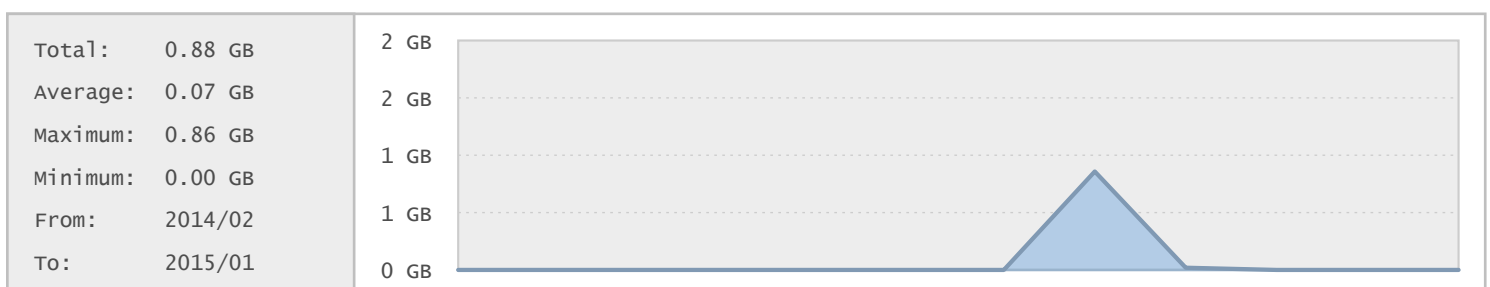 Total: 0.88 GB
Average: 0.07 GB
Maximum: 0.86 GB
Minimum: 0.00 GB
From: 2014/02
To: 2015/01
2 GB
2 GB
1 GB
1 GB
0 GB